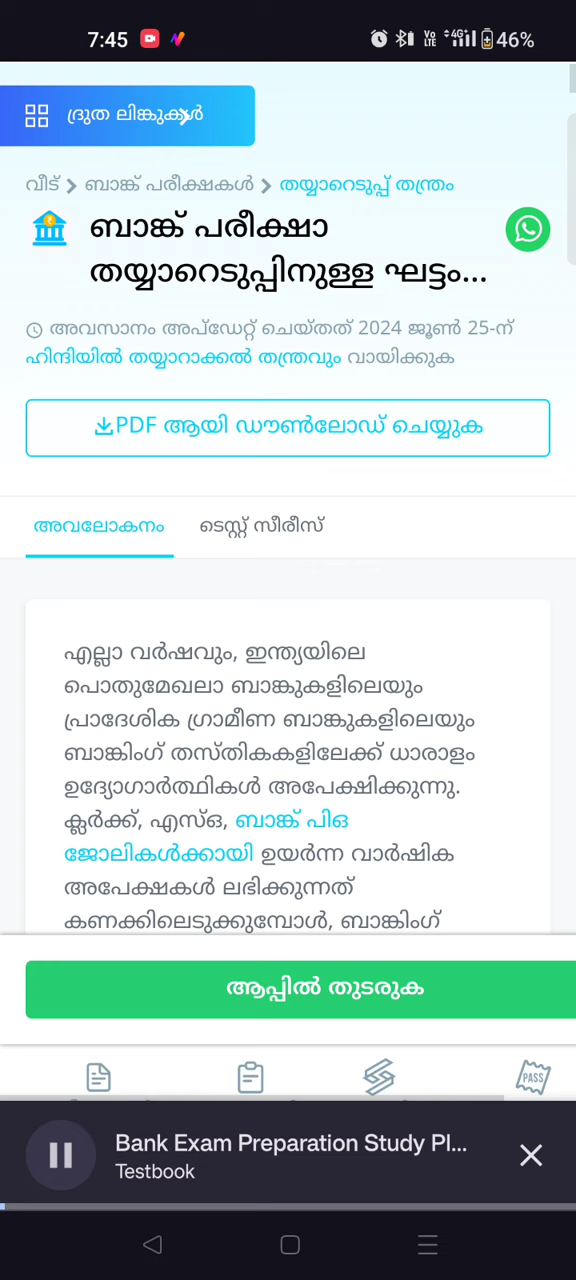 7:45
VO LTE 4G+ 46%
ദ്രുത ലിങ്കുകൾ
വീട് > ബാങ്ക് പരീക്ഷകൾ > തയ്യാറെടുപ്പ് തന്ത്രം
ബാങ്ക് പരീക്ഷാ
തയ്യാറെടുപ്പിനുള്ള ഘട്ടം...
അവസാനം അപ്ഡേറ്റ് ചെയ്തത് 2024 ജൂൺ 25-ന്
ഹിന്ദിയിൽ തയ്യാറാക്കൽ തന്ത്രവും വായിക്കുക
PDF ആയി ഡൗൺലോഡ് ചെയ്യുക
അവലോകനം ടെസ്റ്റ് സീരീസ്
എല്ലാ വർഷവും, ഇന്ത്യയിലെ
പൊതുമേഖലാ ബാങ്കുകളിലെയും
പ്രാദേശിക ഗ്രാമീണ ബാങ്കുകളിലെയും
ബാങ്കിംഗ് തസ്തികകളിലേക്ക് ധാരാളം
ഉദ്യോഗാർത്ഥികൾ അപേക്ഷിക്കുന്നു.
ക്ലർക്ക്, എസ്ഒ, ബാങ്ക് പിഒ
ജോലികൾക്കായി ഉയർന്ന വാർഷിക
അപേക്ഷകൾ ലഭിക്കുന്നത്
കണക്കിലെടുക്കുമ്പോൾ, ബാങ്കിംഗ്
ആപ്പിൽ തുടരുക
PASS
Bank Exam Preparation Study Pl...
Testbook